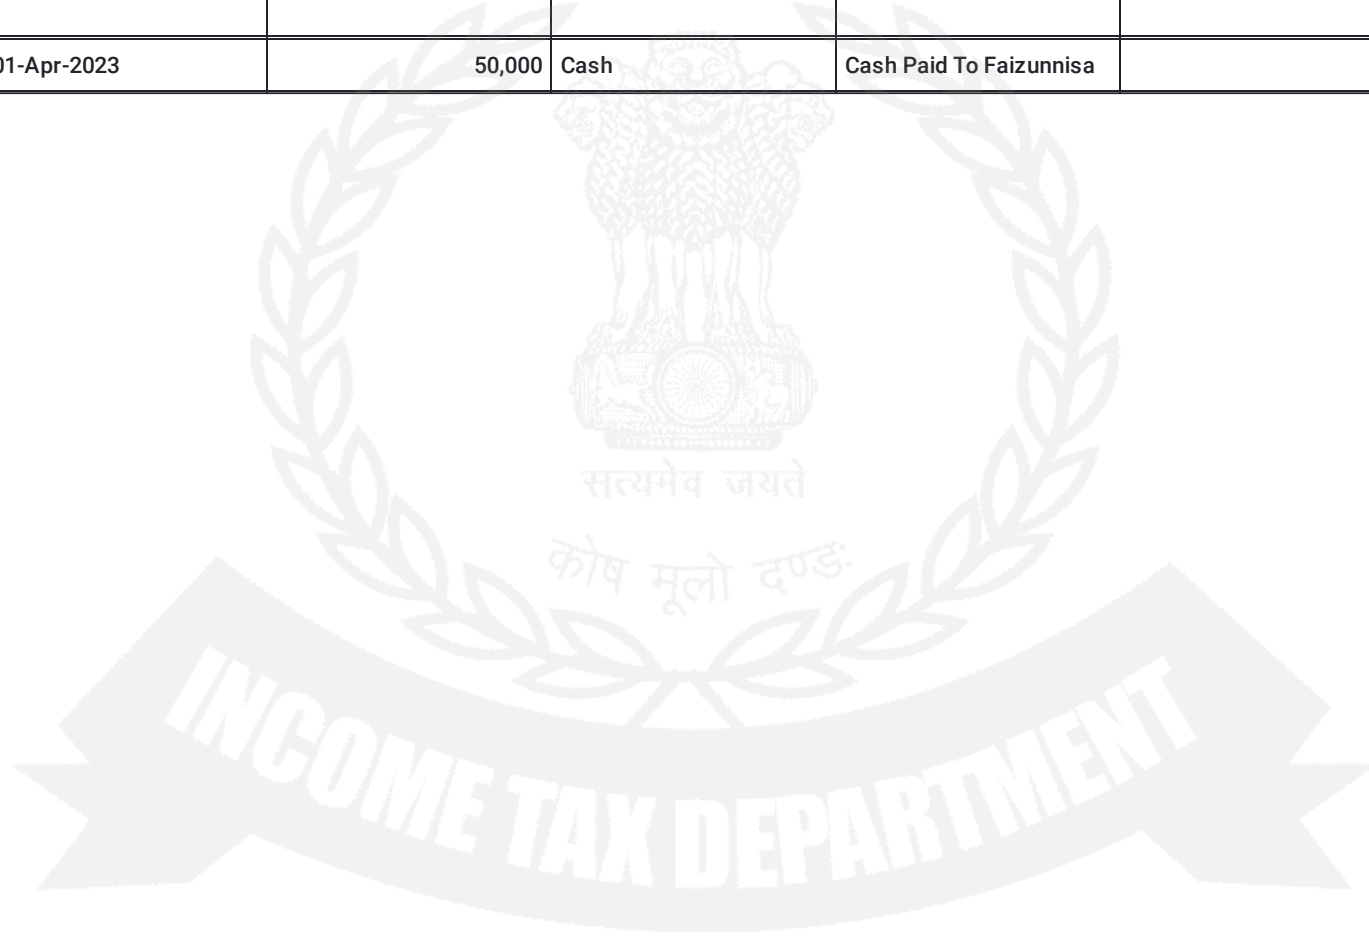 01-Apr-2023 50,000 Cash Cash Paid To Faizunnisa
सत्यमेव जयते
कोष मूलो दण्डः
INCOME TAX DEPARTMENT